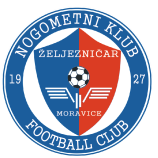 NOGOMETNI KLUB
ŽELJEZNIČAR
19 27
MORAVICE
FOOTBALL CLUB